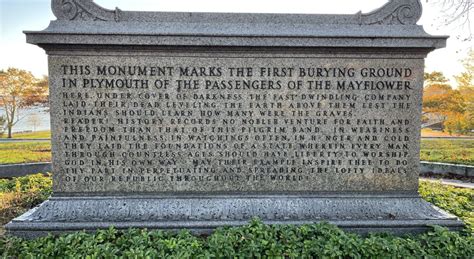 THIS MONUMENT MARKS THE FIRST BURYING GROUND
IN PLYMOUTH OF THE PASSENGERS OF THE MAYFLOWER
HERE, UNDER COVER OF DARKNESS, THE FAST DWINDLING COMPANY
LAID THEIR DEAD, LEVELING THE EARTH ABOVE THEM LEST THE
INDIANS SHOULD LEARN HOW MANY WERE THE GRAVES.
READER, HISTORY RECORDS NO NOBLER VENTURE FOR FAITH AND
FREEDOM THAN THAT OF THIS PILGRIM BAND. IN WEARINESS
AND PAINFULNESS, IN WATCHINGS OFTEN, IN HUNGER AND COLD
THEY LAID THE FOUNDATIONS OF A STATE WHEREIN EVERY MAN
THROUGH COUNTLESS AGES SHOULD HAVE LIBERTY TO WORSHIP
GOD IN HIS OWN WAY. MAY THEIR EXAMPLE INSPIRE THEE TO DO
THY PART IN PERPETUATING AND SPREADING THE LOFTY IDEALS
OF OUR REPUBLIC THROUGHOUT THE WORLD